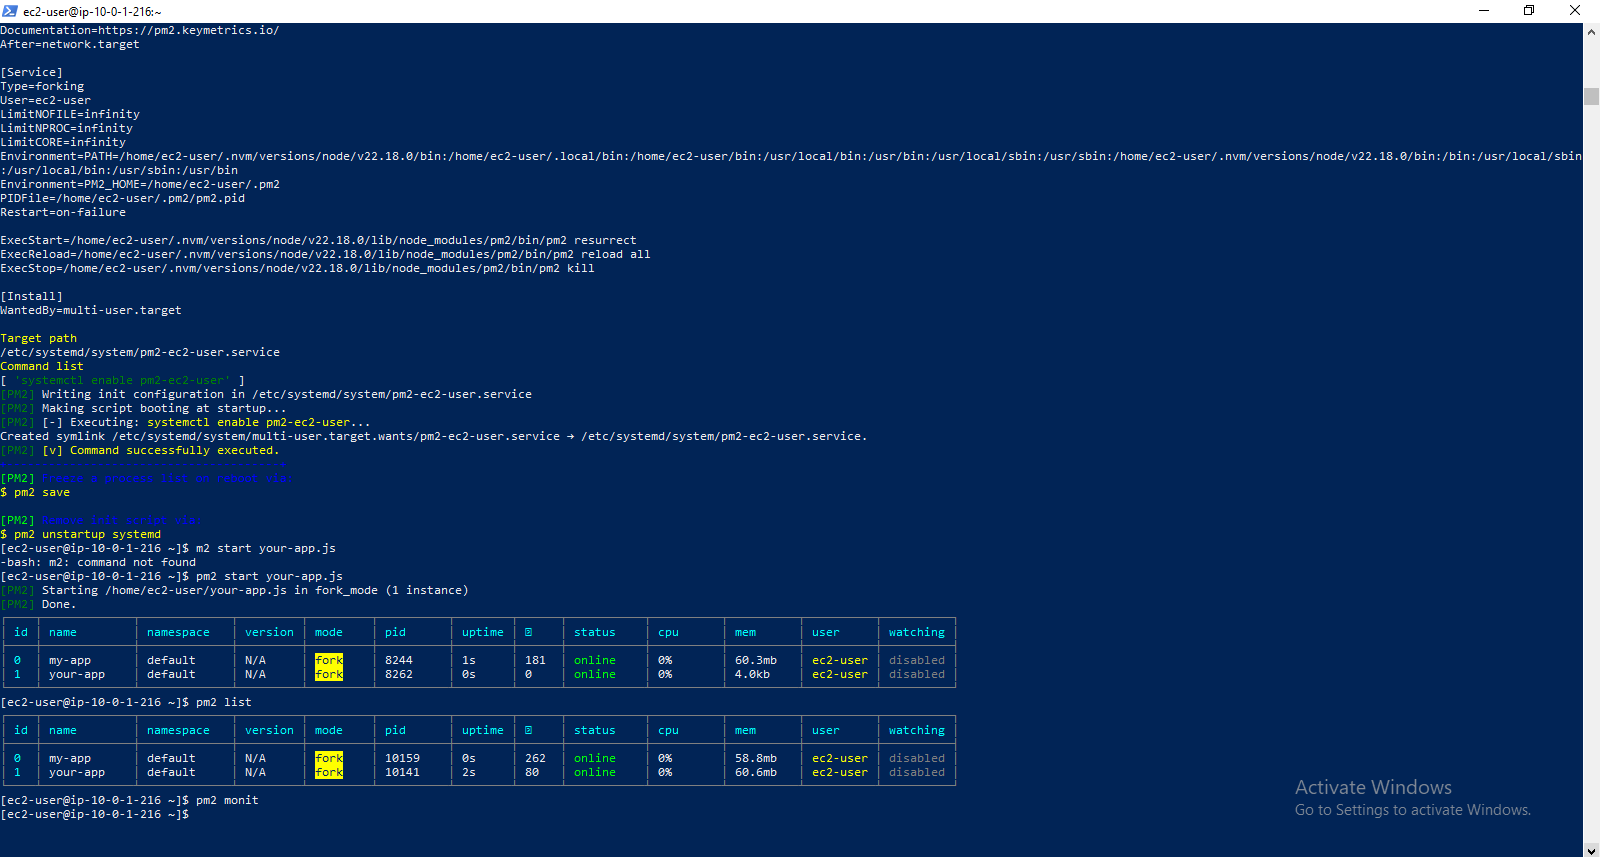 ec2-user@ip-10-0-1-216:~
Documentation=https://pm2.keymetrics.io/
After=network.target
[Service]
Type=forking
User=ec2-user
LimitNOFILE=infinity
LimitNPROC=infinity
LimitCORE=infinity
Environment=PATH=/home/ec2-user/.nvm/versions/node/v22.18.0/bin:/home/ec2-user/.local/bin:/home/ec2-user/bin:/usr/local/bin:/usr/bin:/usr/local/sbin:/usr/sbin:/home/ec2-user/.nvm/versions/node/v22.18.0/bin:/bin:/usr/local/sbin
:/usr/local/bin:/usr/sbin:/usr/bin
Environment=PM2_HOME=/home/ec2-user/.pm2
PIDFile=/home/ec2-user/.pm2/pm2.pid
Restart=on-failure
ExecStart=/home/ec2-user/.nvm/versions/node/v22.18.0/lib/node_modules/pm2/bin/pm2 resurrect
ExecReload=/home/ec2-user/.nvm/versions/node/v22.18.0/lib/node_modules/pm2/bin/pm2 reload all
ExecStop=/home/ec2-user/.nvm/versions/node/v22.18.0/lib/node_modules/pm2/bin/pm2 kill
[Install]
WantedBy=multi-user.target
Target path
/etc/systemd/system/pm2-ec2-user.service
Command list
[ 'systemctl enable pm2-ec2-user' ]
[PM2] Writing init configuration in /etc/systemd/system/pm2-ec2-user.service
[PM2] Making script booting at startup...
[PM2] [-] Executing: systemctl enable pm2-ec2-user...
Created symlink /etc/systemd/system/multi-user.target.wants/pm2-ec2-user.service → /etc/systemd/system/pm2-ec2-user.service.
[PM2] [v] Command successfully executed.
[PM2]
$ pm2 save
[PM2] Remove init script via:
$ pm2 unstartup systemd
[ec2-user@ip-10-0-1-216 ~]$ m2 start your-app.js
-bash: m2: command not found
[ec2-user@ip-10-0-1-216 ~]$ pm2 start your-app.js
[PM2] Starting /home/ec2-user/your-app.js in fork_mode (1 instance)
[PM2] Done.
id name namespace version mode pid uptime status cpu mem user watching
0 my-app default N/A fork 8244 1s 181 online 0% 60.3mb ec2-user disabled
1 your-app default N/A fork 8262 0s 0 online 0% 4.0kb ec2-user disabled
[ec2-user@ip-10-0-1-216 ~]$ pm2 list
id name namespace version mode pid uptime status cpu mem user watching
0 my-app default N/A fork 10159 0s 262 online 0% 58.8mb ec2-user disabled
1 your-app default N/A fork 10141 2s 80 online 0% 60.6mb ec2-user disabled
[ec2-user@ip-10-0-1-216 ~]$ pm2 monit
[ec2-user@ip-10-0-1-216 ~]$
Activate Windows
Go to Settings to activate Windows.